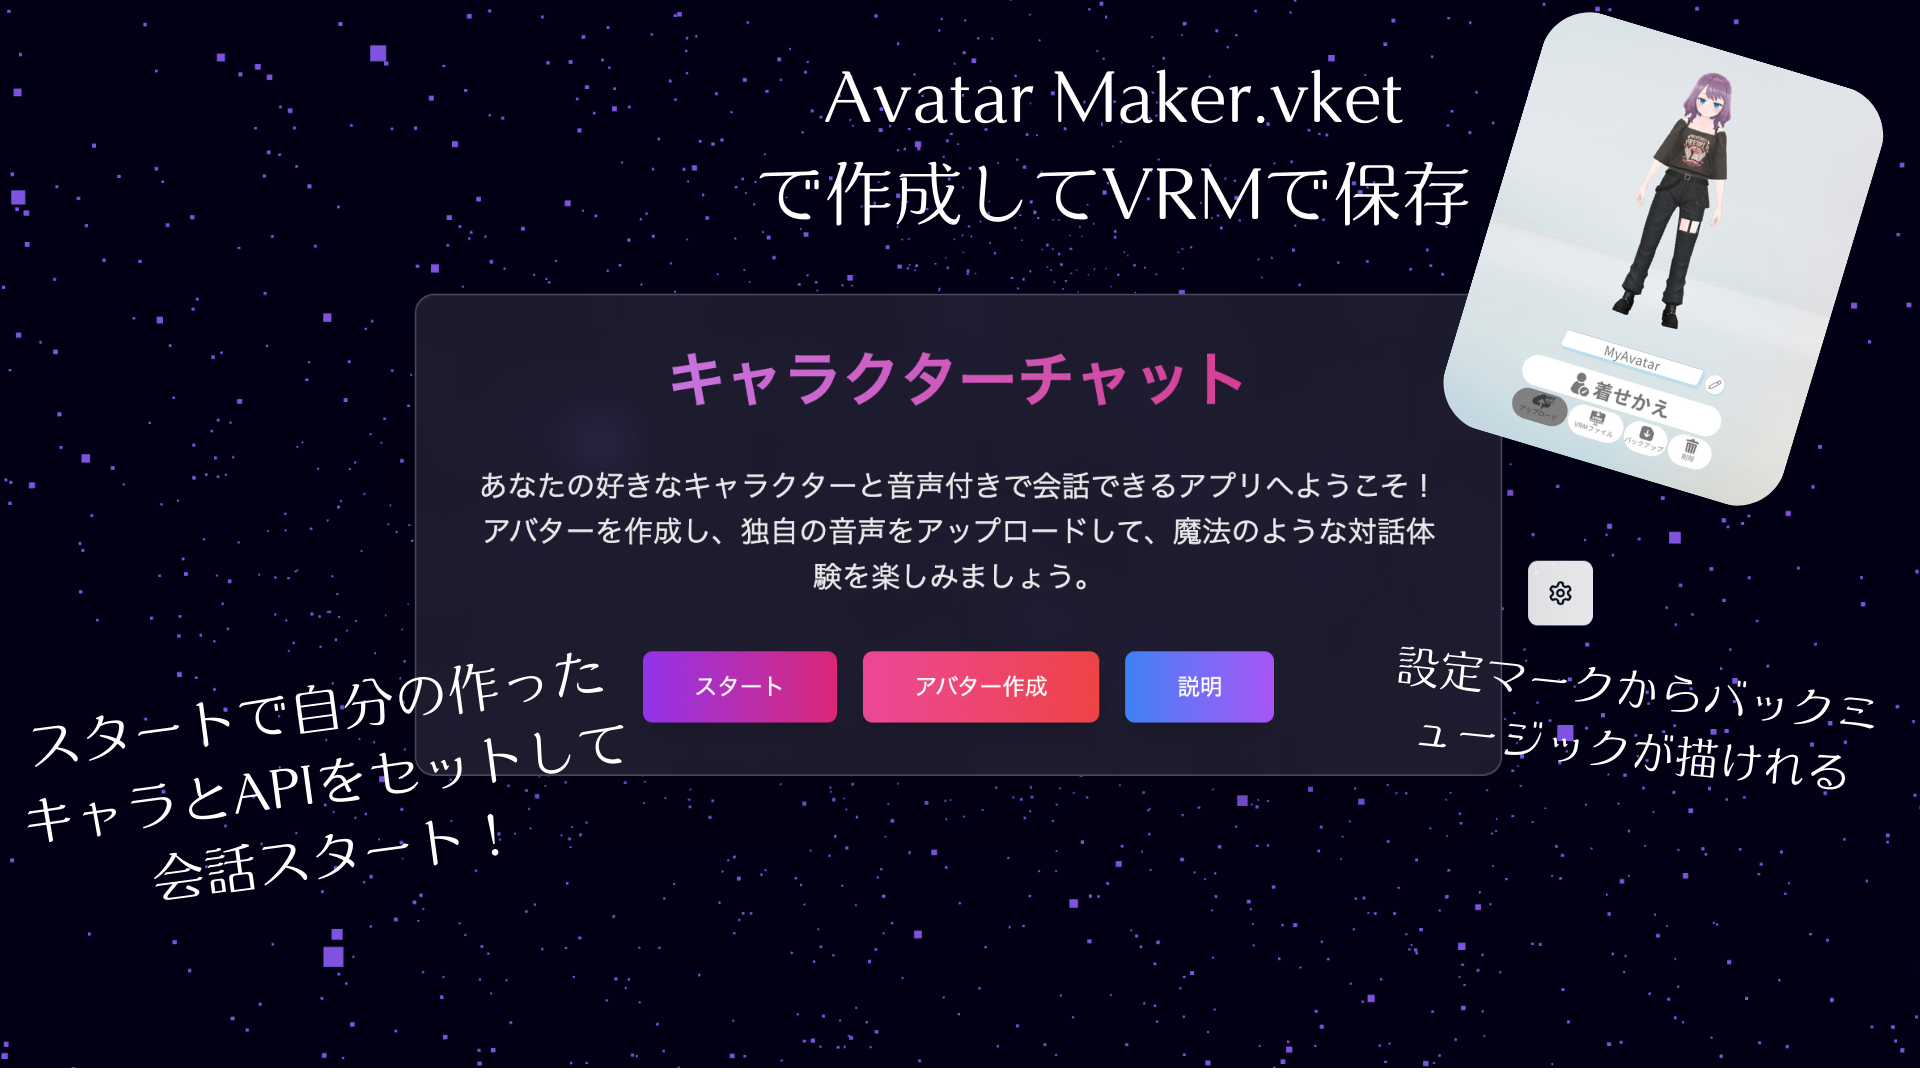 Avatar Maker.vket
で作成してVRMで保存
MyAvatar
着せかえ
アップロード
VRMファイル
バックアップ
削除
キャラクターチャット
あなたの好きなキャラクターと音声付きで会話できるアプリへようこそ！
アバターを作成し、独自の音声をアップロードして、魔法のような対話体
験を楽しみましょう。
スタート
アバター作成
説明
スタートで自分の作った
キャラとAPIをセットして
会話スタート！
設定マークからバックミ
ュージックが描けれる